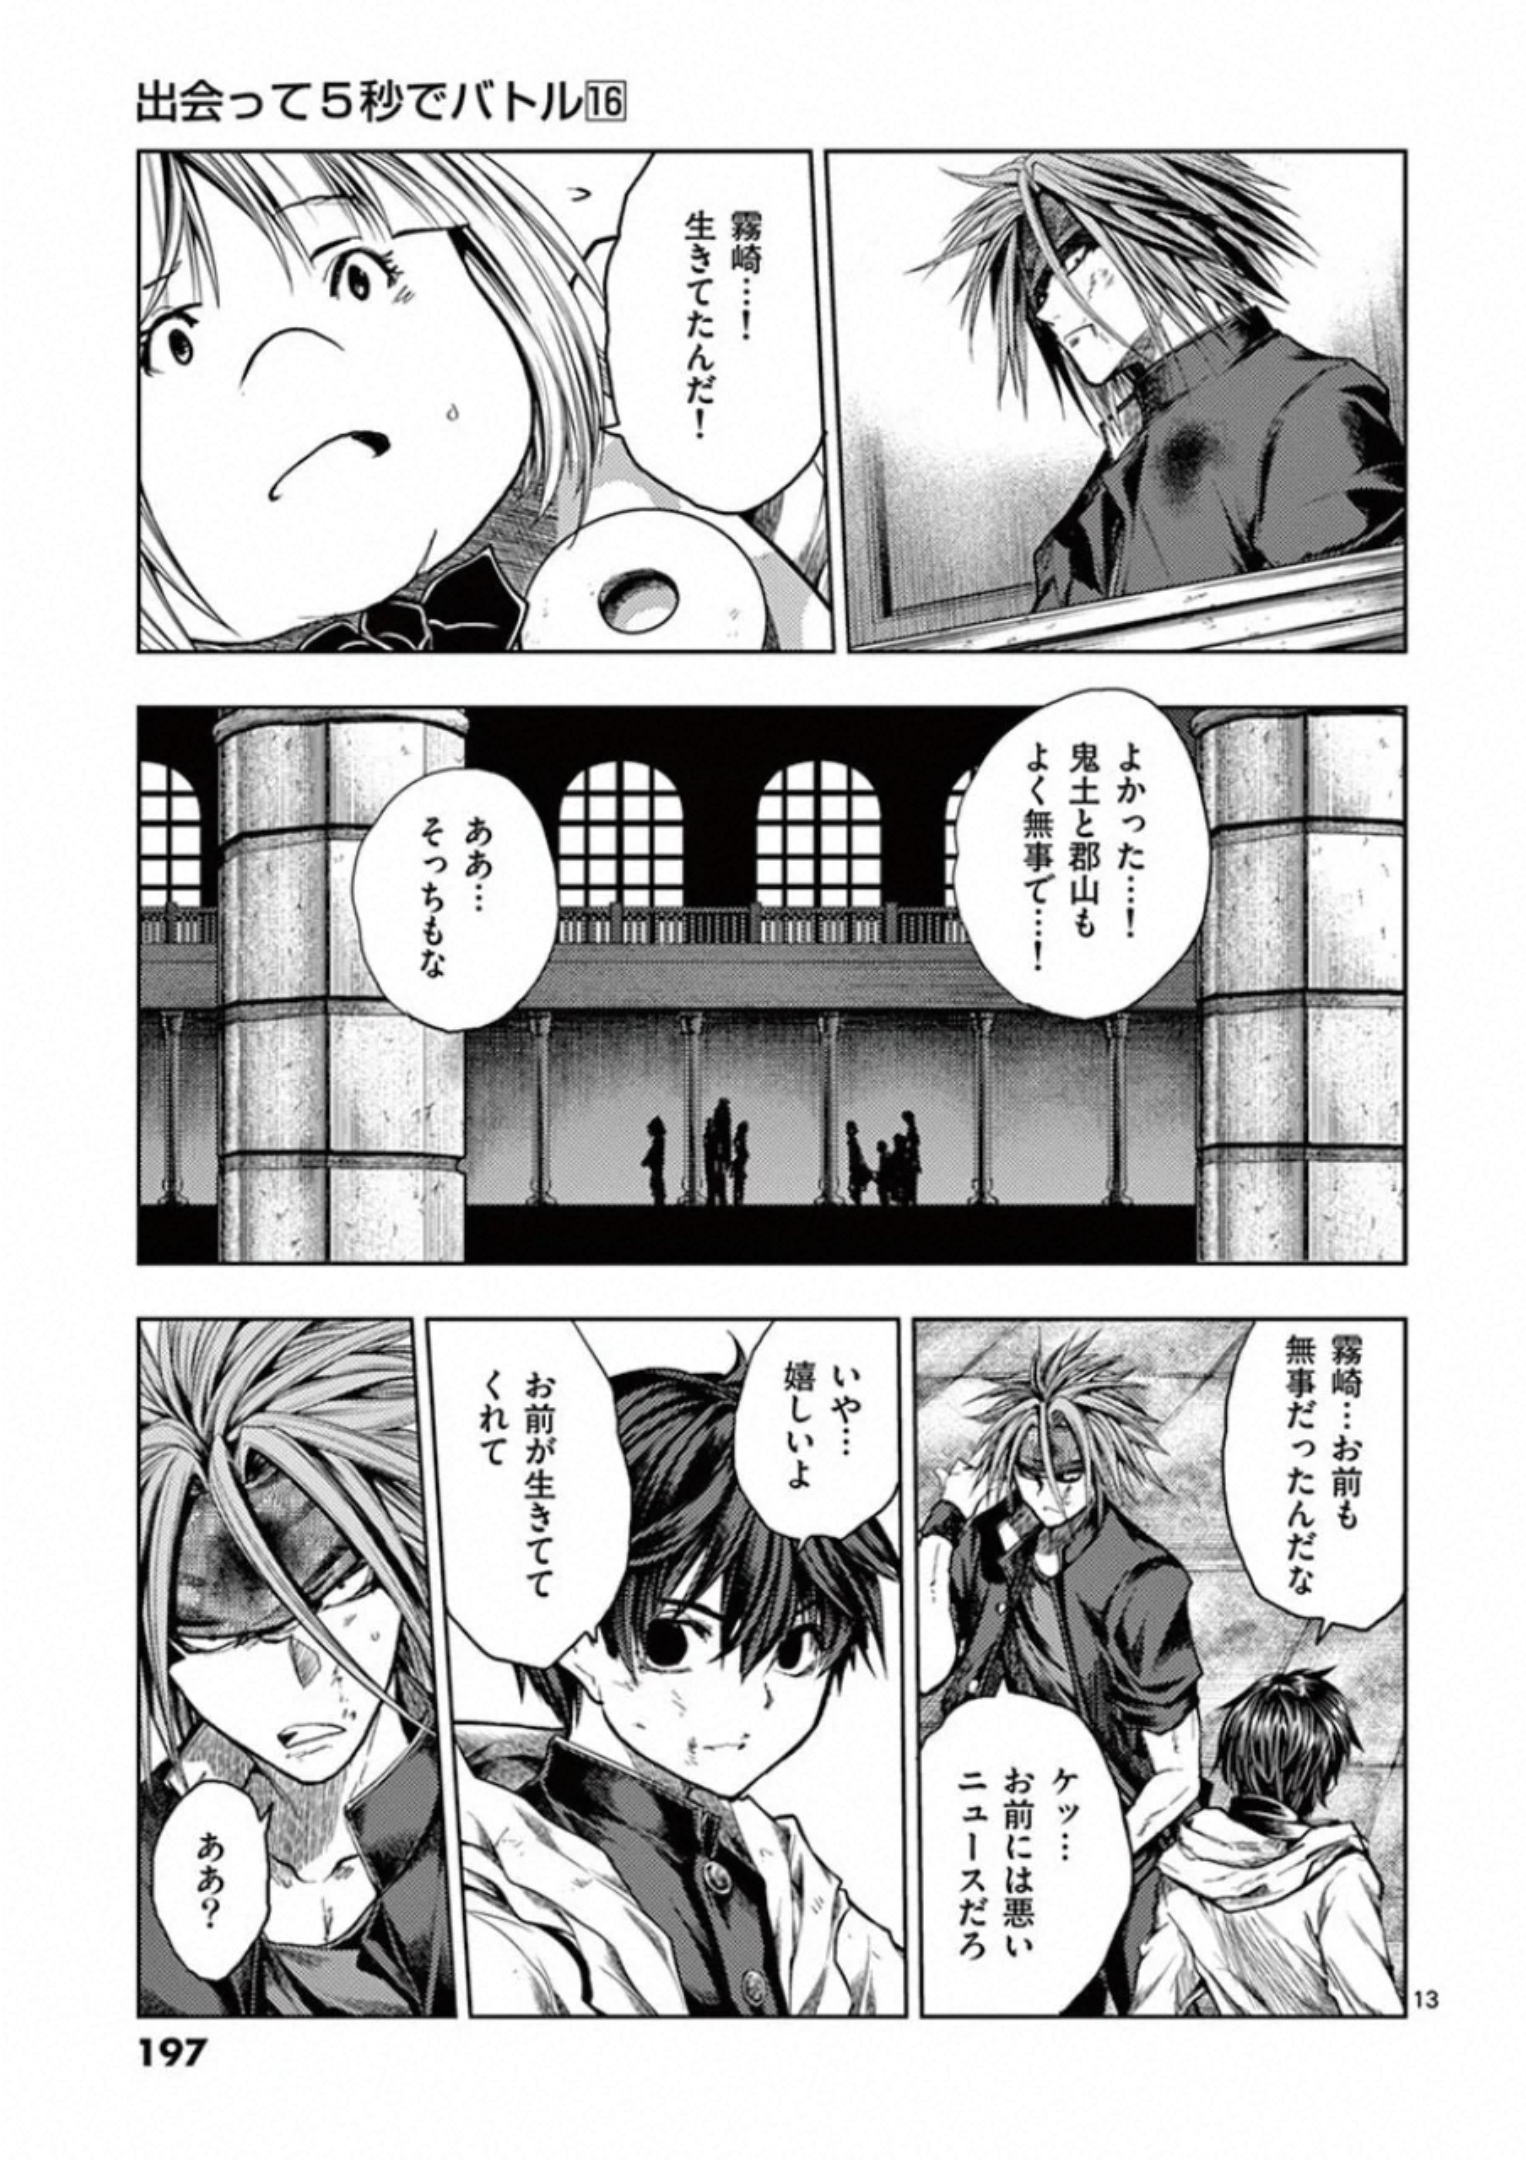 出会って5秒でバトル16
霧崎…!
生きてたんだ!
よかった…!
鬼土と郡山も
よく無事で…!
ああ…
そっちもな
霧崎…お前も
無事だったんだな
ケッ…
お前には悪い
ニュースだろ
いや…
嬉しいよ
お前が生きてて
くれて
ああ?
13
197